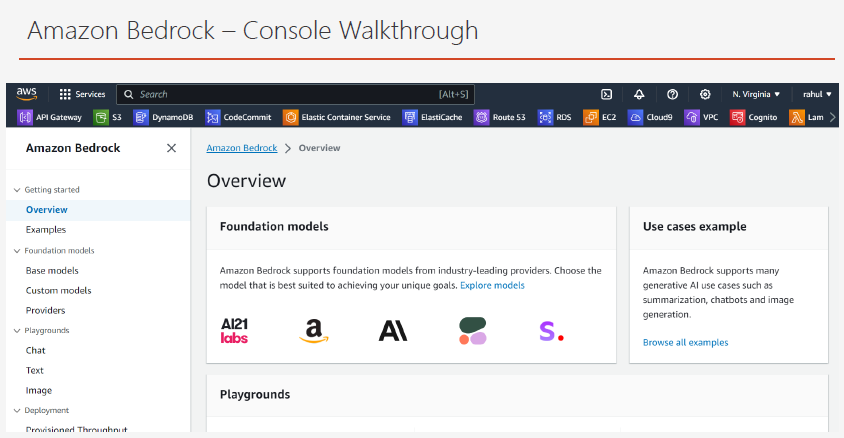 Amazon Bedrock – Console Walkthrough
aws
Services
Search
[Alt+S]
N. Virginia
rahul
API Gateway
S3
DynamoDB
CodeCommit
Elastic Container Service
ElastiCache
Route 53
RDS
EC2
Cloud9
VPC
Cognito
Lam
Amazon Bedrock
Amazon Bedrock > Overview
Getting started
Overview
Examples
Foundation models
Base models
Custom models
Providers
Playgrounds
Chat
Text
Image
Deployment
Provisioned Throughput
Overview
Foundation models
Amazon Bedrock supports foundation models from industry-leading providers. Choose the
model that is best suited to achieving your unique goals. Explore models
AI21
labs
a
A\
S.
Use cases example
Amazon Bedrock supports many
generative AI use cases such as
summarization, chatbots and image
generation.
Browse all examples
Playgrounds